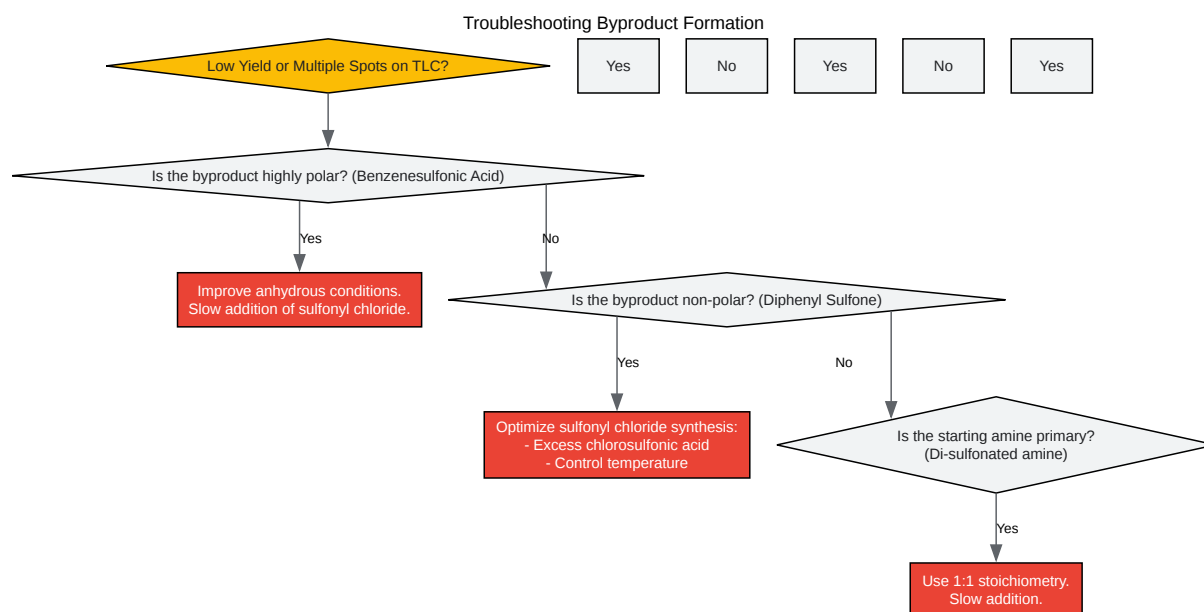 Troubleshooting Byproduct Formation
Low Yield or Multiple Spots on TLC?
Yes
No
Yes
No
Yes
Is the byproduct highly polar? (Benzenesulfonic Acid)
Yes
No
Improve anhydrous conditions.
Slow addition of sulfonyl chloride.
Is the byproduct non-polar? (Diphenyl Sulfone)
Yes
No
Optimize sulfonyl chloride synthesis:
- Excess chlorosulfonic acid
- Control temperature
Is the starting amine primary?
(Di-sulfonated amine)
Yes
Use 1:1 stoichiometry.
Slow addition.